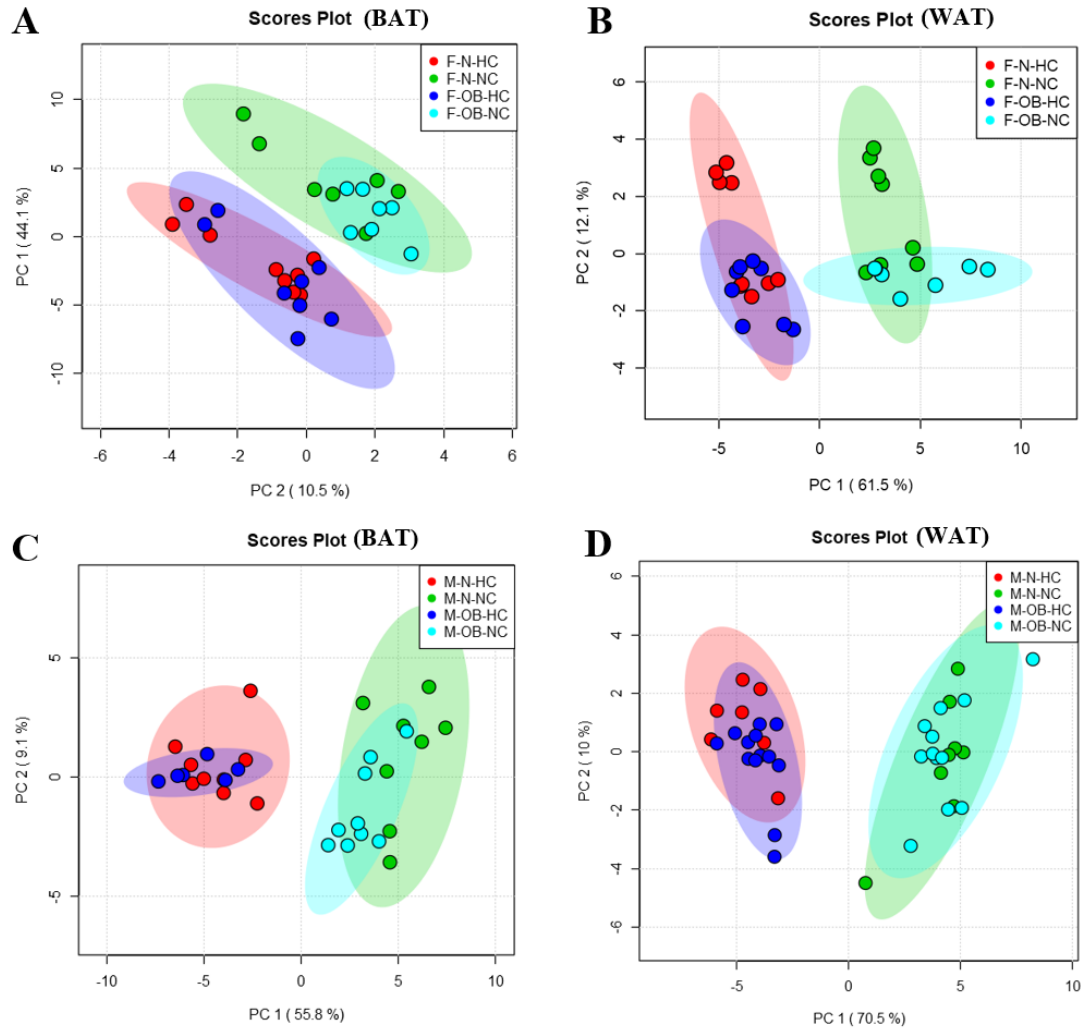 A
Scores Plot (BAT)
F-N-HC
F-N-NC
F-OB-HC
F-OB-NC
PC 1 ( 44.1 %)
10
5
0
-5
-10
-6
-4
-2
0
2
4
6
PC 2 ( 10.5 %)
B
Scores Plot (WAT)
F-N-HC
F-N-NC
F-OB-HC
F-OB-NC
PC 2 ( 12.1 %)
6
4
2
0
-2
-4
-5
0
5
10
PC 1 ( 61.5 %)
C
Scores Plot (BAT)
M-N-HC
M-N-NC
M-OB-HC
M-OB-NC
PC 2 ( 9.1 %)
5
0
-5
-10
-5
0
5
10
PC 1 ( 55.8 %)
D
Scores Plot (WAT)
M-N-HC
M-N-NC
M-OB-HC
M-OB-NC
PC 2 ( 10 %)
6
4
2
0
-2
-4
-6
-5
0
5
10
PC 1 ( 70.5 %)